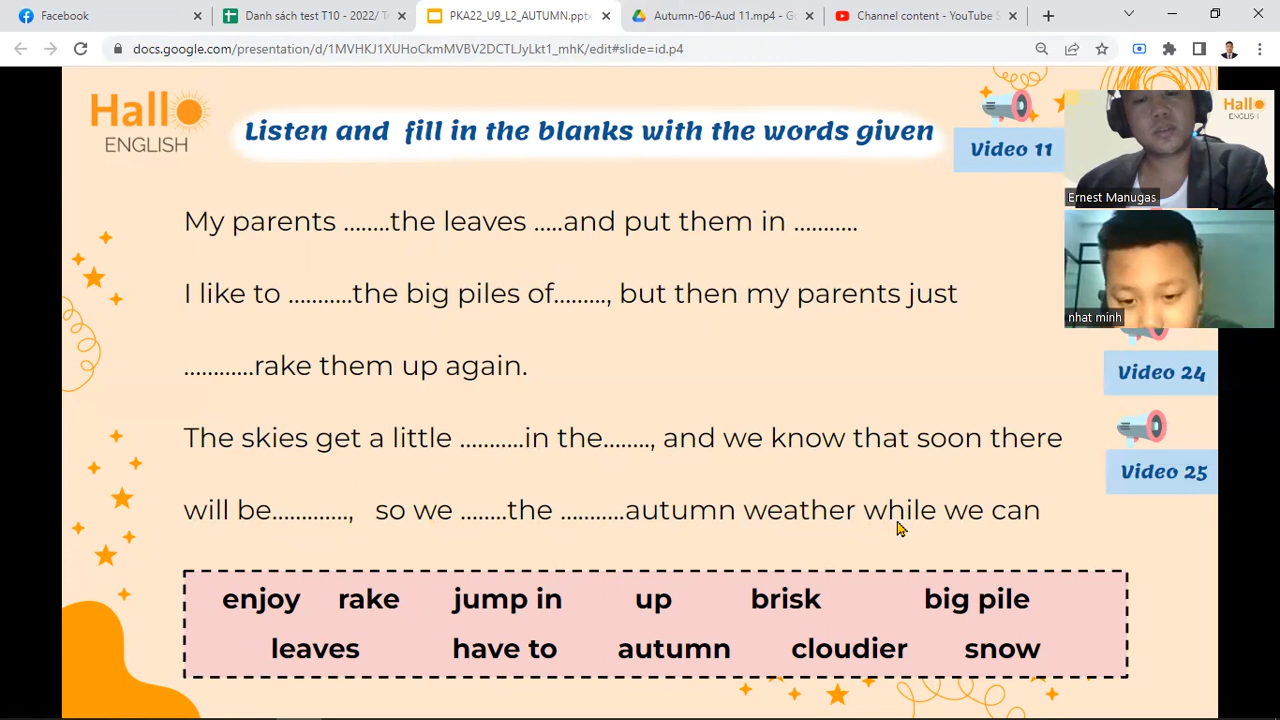 Facebook
Danh sách test T10 - 2022/ T
PKA22_U9_L2_AUTUMN.pptx
Autumn-06-Aud 11.mp4 - G
Channel content - YouTube S
docs.google.com/presentation/d/1MVHKJ1XUHoCkmMVBV2DCTLJyLkt1_mhK/edit#slide=id.p4
Hallo
ENGLISH
Listen and fill in the blanks with the words given
Video 11
Hallo
ENGLISH
Ernest Manugas
My parents ........the leaves .....and put them in ...........
I like to ...........the big piles of........., but then my parents just
nhat minh
............rake them up again.
Video 24
The skies get a little ...........in the........, and we know that soon there
Video 25
will be............., so we ........the ...........autumn weather while we can
enjoy rake jump in up brisk big pile
leaves have to autumn cloudier snow